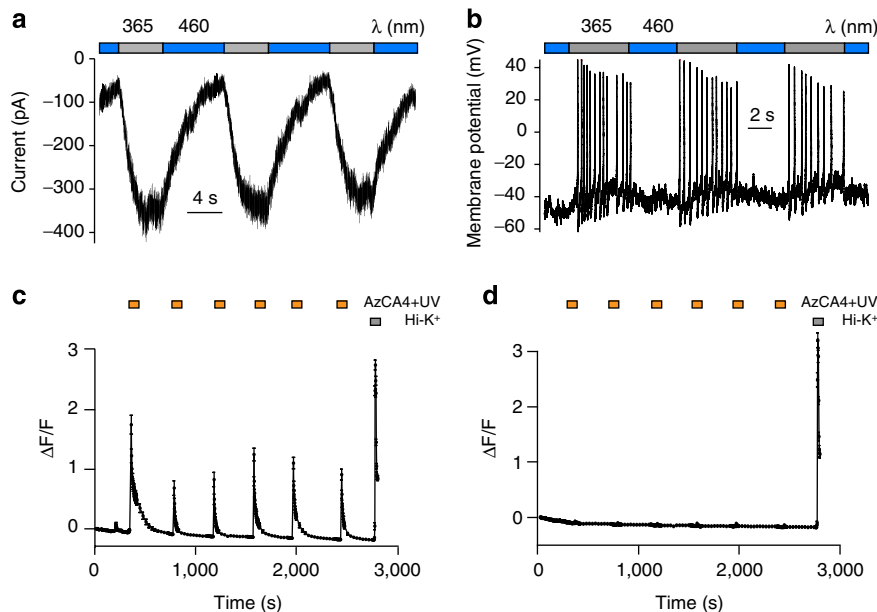 a
365 460 λ (nm)
0
–100
–200
–300
–400
Current (pA)
4 s
b
365 460 λ (nm)
40
20
0
–20
–40
–60
Membrane potential (mV)
2 s
c
AzCA4+UV
Hi-K⁺
3
2
1
0
ΔF/F
0 1,000 2,000 3,000
Time (s)
d
AzCA4+UV
Hi-K⁺
3
2
1
0
ΔF/F
0 1,000 2,000 3,000
Time (s)